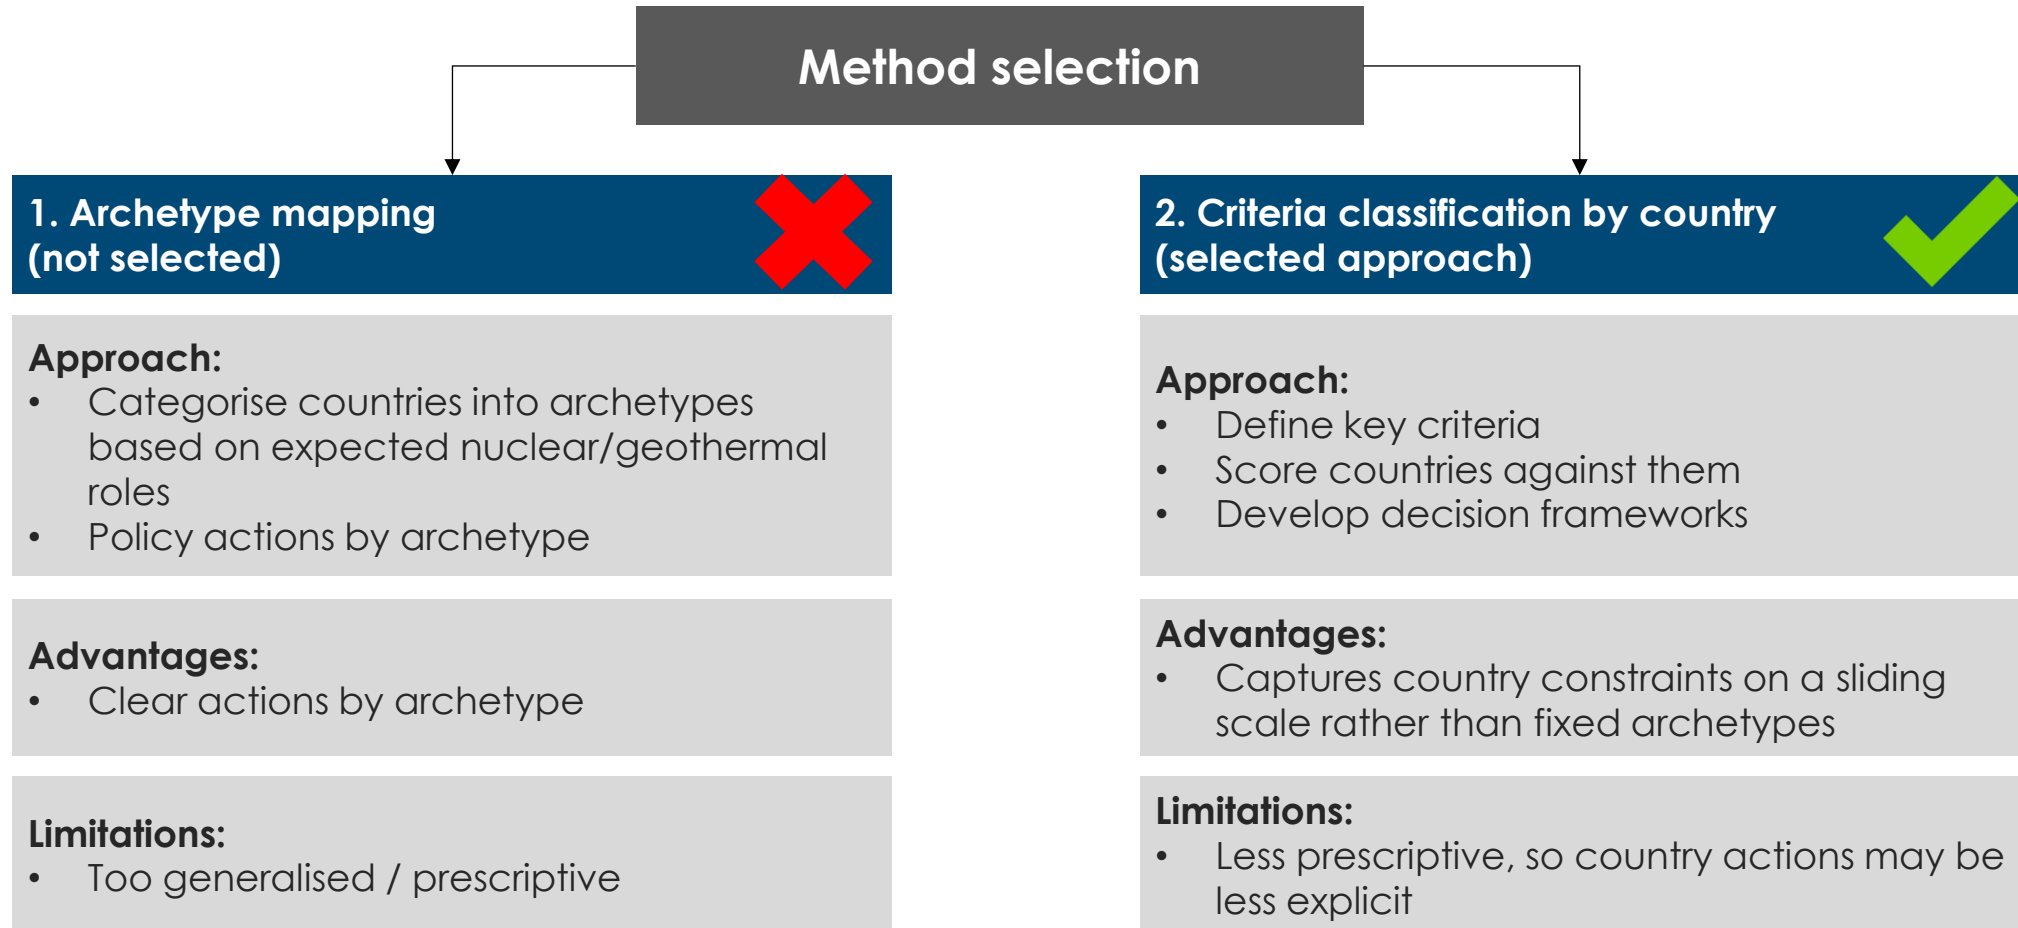 Method selection
1. Archetype mapping
(not selected)
Approach:
• Categorise countries into archetypes
based on expected nuclear/geothermal
roles
• Policy actions by archetype
Advantages:
• Clear actions by archetype
Limitations:
• Too generalised / prescriptive
2. Criteria classification by country
(selected approach)
Approach:
• Define key criteria
• Score countries against them
• Develop decision frameworks
Advantages:
• Captures country constraints on a sliding
scale rather than fixed archetypes
Limitations:
• Less prescriptive, so country actions may be
less explicit